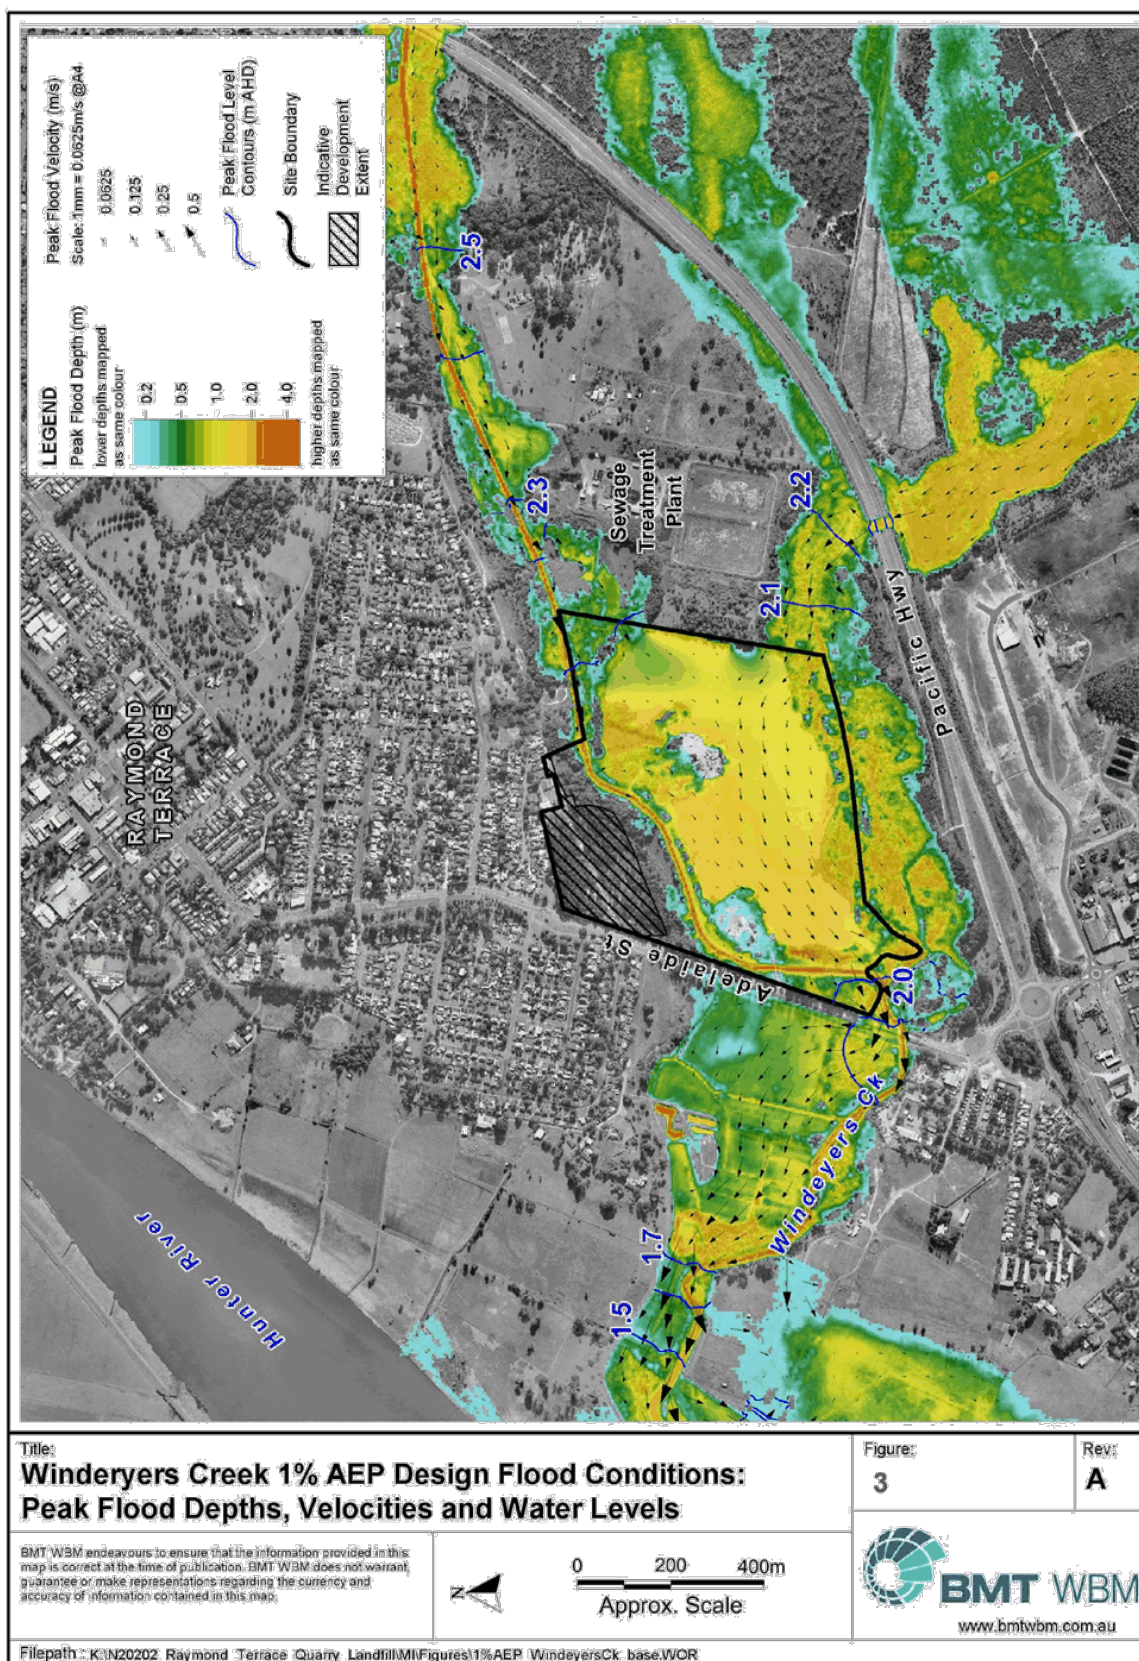 LEGEND
Peak Flood Depth (m)
lower depths mapped
as same colour
0.2
0.5
1.0
2.0
4.0
higher depths mapped
as same colour
Peak Flood Velocity (m/s)
Scale: 1mm = 0.0625m/s @A4
0.0625
0.125
0.25
0.5
Peak Flood Level
Contours (m AHD)
Site Boundary
Indicative
Development
Extent
2.5
2.3
Sewage
Treatment
Plant
2.2
2.1
Pacific Hwy
RAYMOND
TERRACE
Adelaide St
2.0
Windeyers Ck
1.7
1.5
Hunter River
Title:
Winderyers Creek 1% AEP Design Flood Conditions:
Peak Flood Depths, Velocities and Water Levels
Figure:
3
Rev:
A
BMT WBM endeavours to ensure that the information provided in this
map is correct at the time of publication. BMT WBM does not warrant,
guarantee or make representations regarding the currency and
accuracy of information contained in this map.
N
0 200 400m
Approx. Scale
BMT WBM
www.bmtwbm.com.au
Filepath : K:\N20202_Raymond_Terrace_Quarry_Landfill\MI\Figures\1%AEP_WindeyersCk_base.WOR